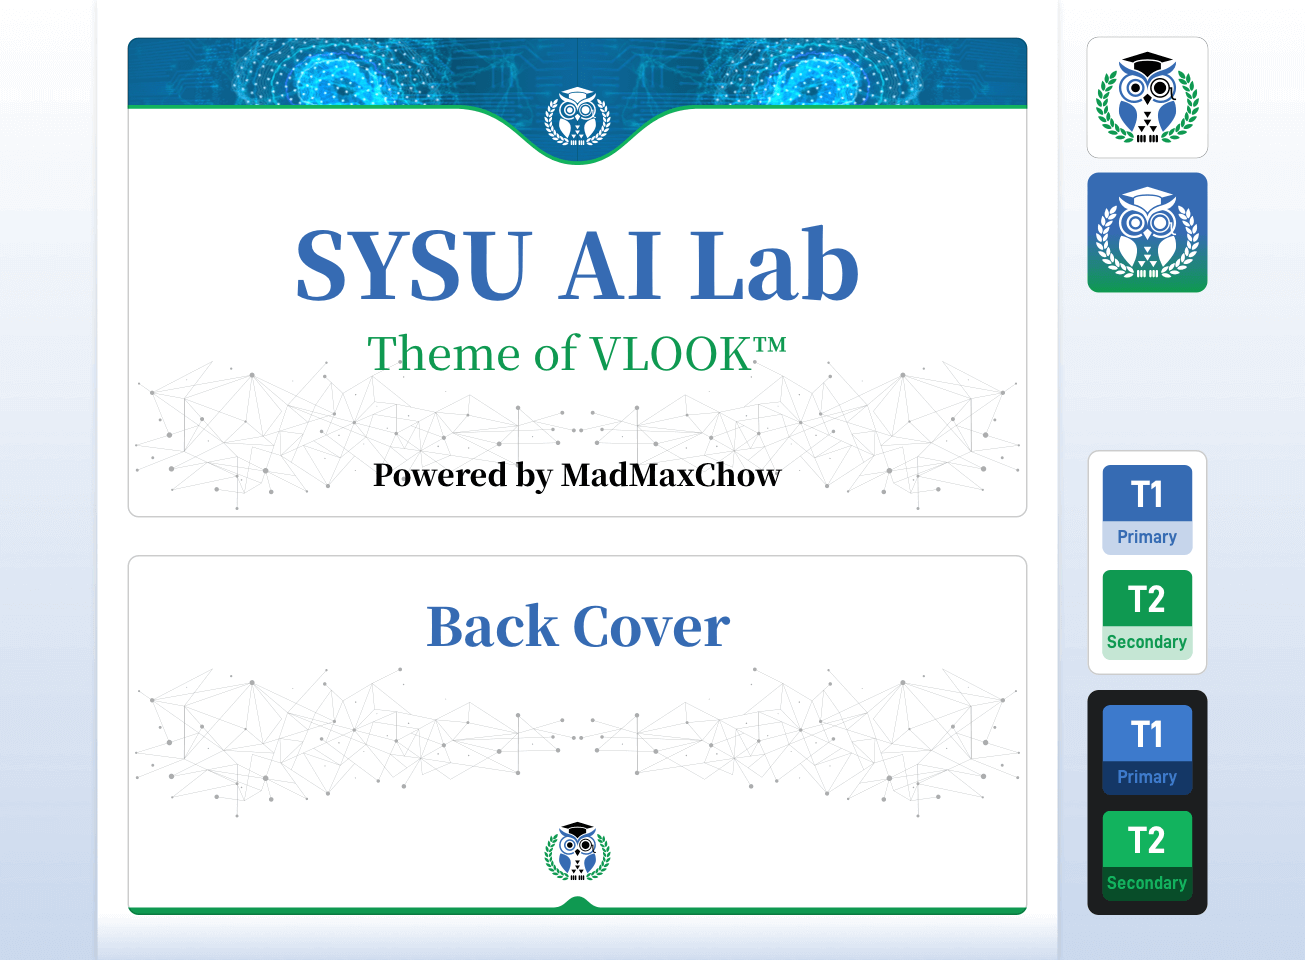 SYSU AI Lab
Theme of VLOOK™
Powered by MadMaxChow
Back Cover
T1
Primary
T2
Secondary
T1
Primary
T2
Secondary